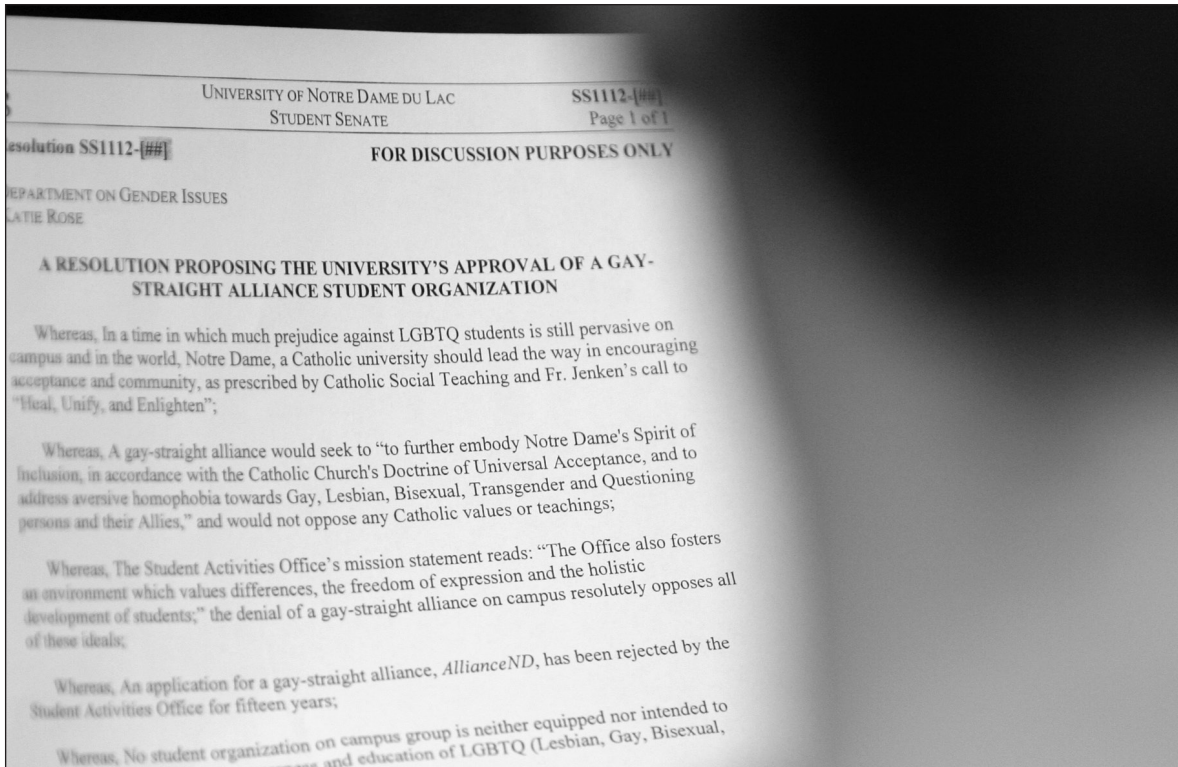 UNIVERSITY OF NOTRE DAME DU LAC
STUDENT SENATE
SS1112-[##]
Page 1 of 1
esolution SS1112-[##]
FOR DISCUSSION PURPOSES ONLY
EPARTMENT ON GENDER ISSUES
KATIE ROSE
A RESOLUTION PROPOSING THE UNIVERSITY'S APPROVAL OF A GAY-
STRAIGHT ALLIANCE STUDENT ORGANIZATION
Whereas, In a time in which much prejudice against LGBTQ students is still pervasive on
campus and in the world, Notre Dame, a Catholic university should lead the way in encouraging
acceptance and community, as prescribed by Catholic Social Teaching and Fr. Jenken's call to
"Heal, Unify, and Enlighten";
Whereas, A gay-straight alliance would seek to "to further embody Notre Dame's Spirit of
Inclusion, in accordance with the Catholic Church's Doctrine of Universal Acceptance, and to
address aversive homophobia towards Gay, Lesbian, Bisexual, Transgender and Questioning
persons and their Allies," and would not oppose any Catholic values or teachings;
Whereas, The Student Activities Office's mission statement reads: "The Office also fosters
an environment which values differences, the freedom of expression and the holistic
development of students;" the denial of a gay-straight alliance on campus resolutely opposes all
of these ideals;
Whereas, An application for a gay-straight alliance, AllianceND, has been rejected by the
Student Activities Office for fifteen years;
Whereas, No student organization on campus group is neither equipped nor intended to
and education of LGBTQ (Lesbian, Gay, Bisexual,